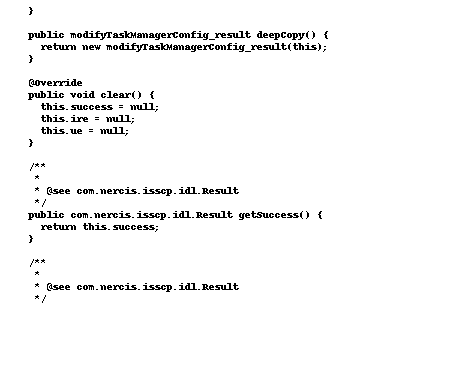 }

public modifyTaskManagerConfig_result deepCopy() {
  return new modifyTaskManagerConfig_result(this);
}

@Override
public void clear() {
  this.success = null;
  this.ire = null;
  this.ue = null;
}

/**
 *
 * @see com.nercis.isscp.idl.Result
 */
public com.nercis.isscp.idl.Result getSuccess() {
  return this.success;
}

/**
 *
 * @see com.nercis.isscp.idl.Result
 */